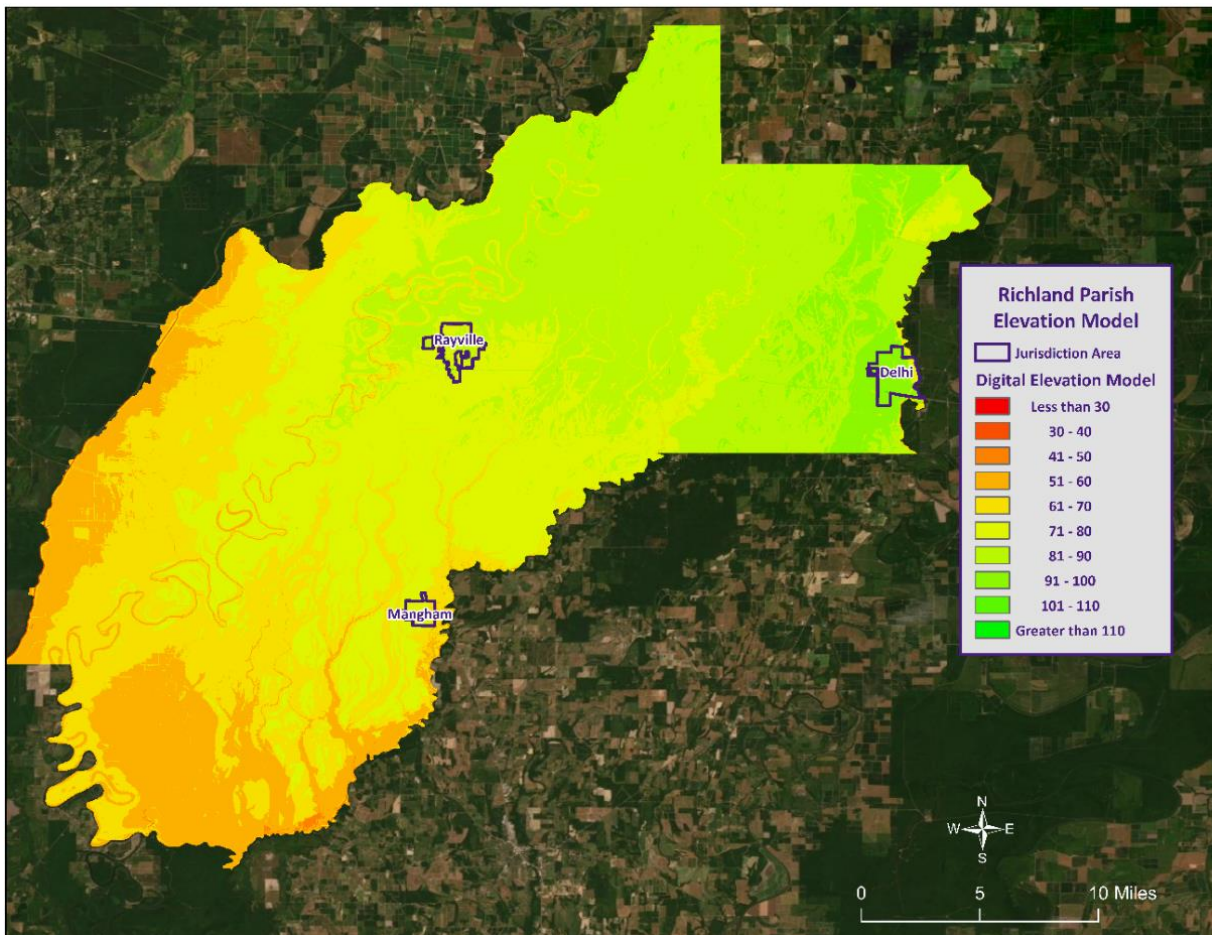 Rayville
Delhi
Mangham
Richland Parish
Elevation Model
Jurisdiction Area
Digital Elevation Model
Less than 30
30 - 40
41 - 50
51 - 60
61 - 70
71 - 80
81 - 90
91 - 100
101 - 110
Greater than 110
N
W E
S
0 5 10 Miles